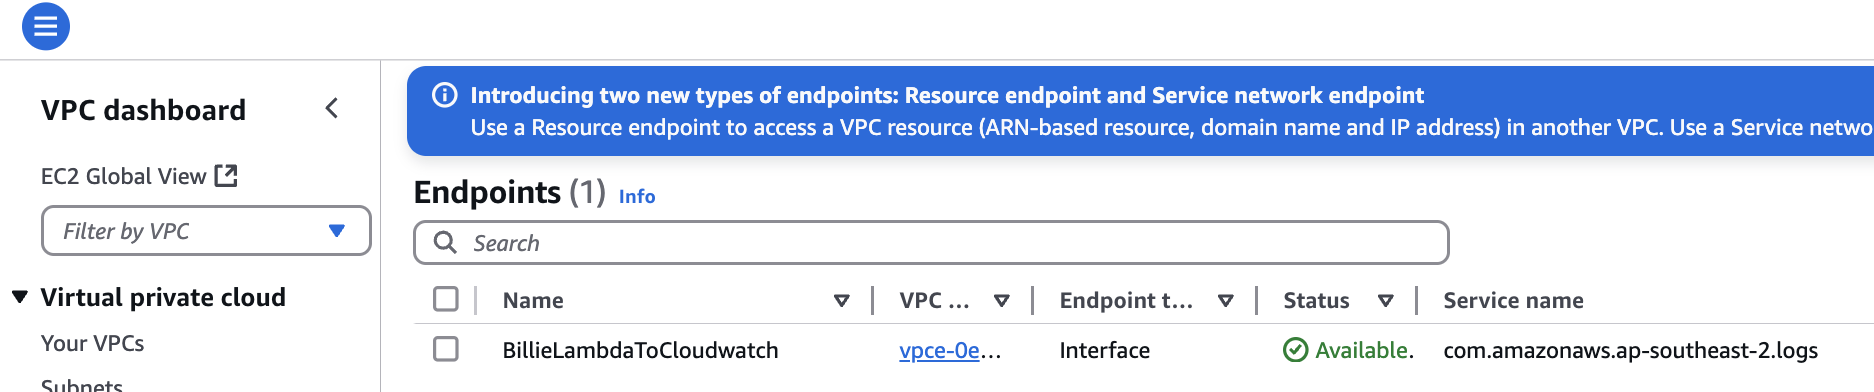 VPC dashboard
EC2 Global View
Filter by VPC
Virtual private cloud
Your VPCs
Subnets
Introducing two new types of endpoints: Resource endpoint and Service network endpoint
Use a Resource endpoint to access a VPC resource (ARN-based resource, domain name and IP address) in another VPC. Use a Service netwo
Endpoints (1) Info
Search
Name VPC ... Endpoint t... Status Service name
BillieLambdaToCloudwatch vpce-0e... Interface Available. com.amazonaws.ap-southeast-2.logs